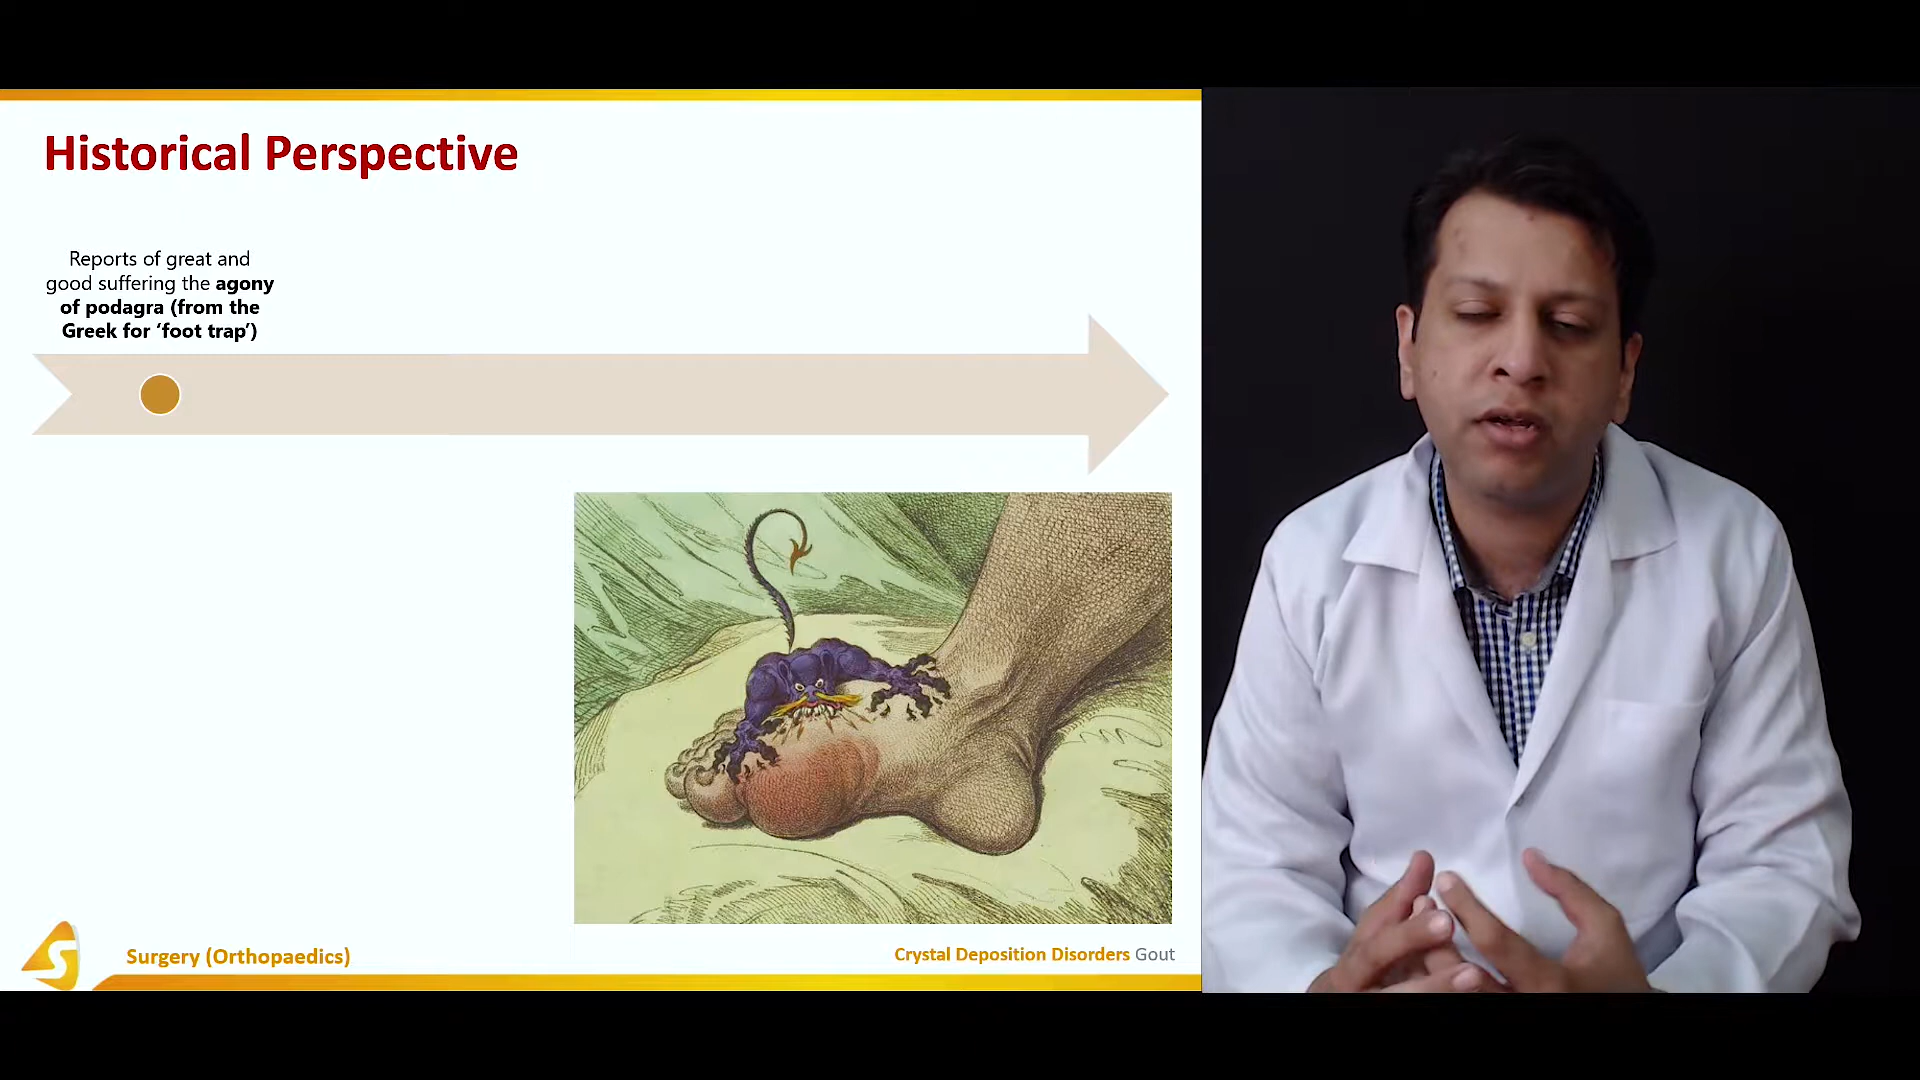 Historical Perspective
Reports of great and
good suffering the agony
of podagra (from the
Greek for ‘foot trap’)
Surgery (Orthopaedics)
Crystal Deposition Disorders Gout